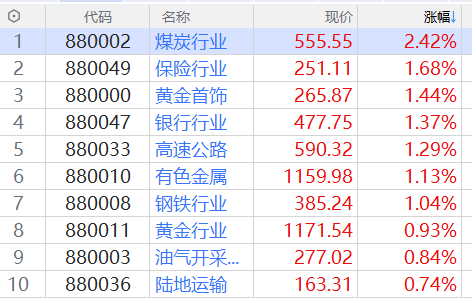 代码 名称 现价 涨幅↓
1 880002 煤炭行业 555.55 2.42%
2 880049 保险行业 251.11 1.68%
3 880000 黄金首饰 265.87 1.44%
4 880047 银行行业 477.75 1.37%
5 880033 高速公路 590.32 1.29%
6 880010 有色金属 1159.98 1.13%
7 880008 钢铁行业 385.24 1.04%
8 880011 黄金行业 1171.54 0.93%
9 880003 油气开采... 277.02 0.84%
10 880036 陆地运输 163.31 0.74%